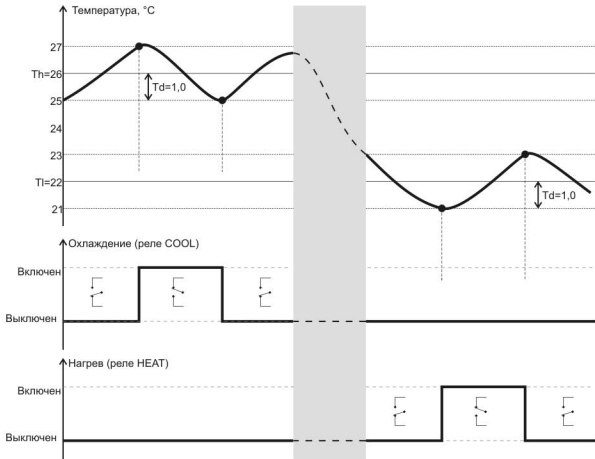 Температура, °C
27
Th=26
Td=1,0
25
24
23
Tl=22
Td=1,0
21
Охлаждение (реле COOL)
Включен
Выключен
Нагрев (реле HEAT)
Включен
Выключен